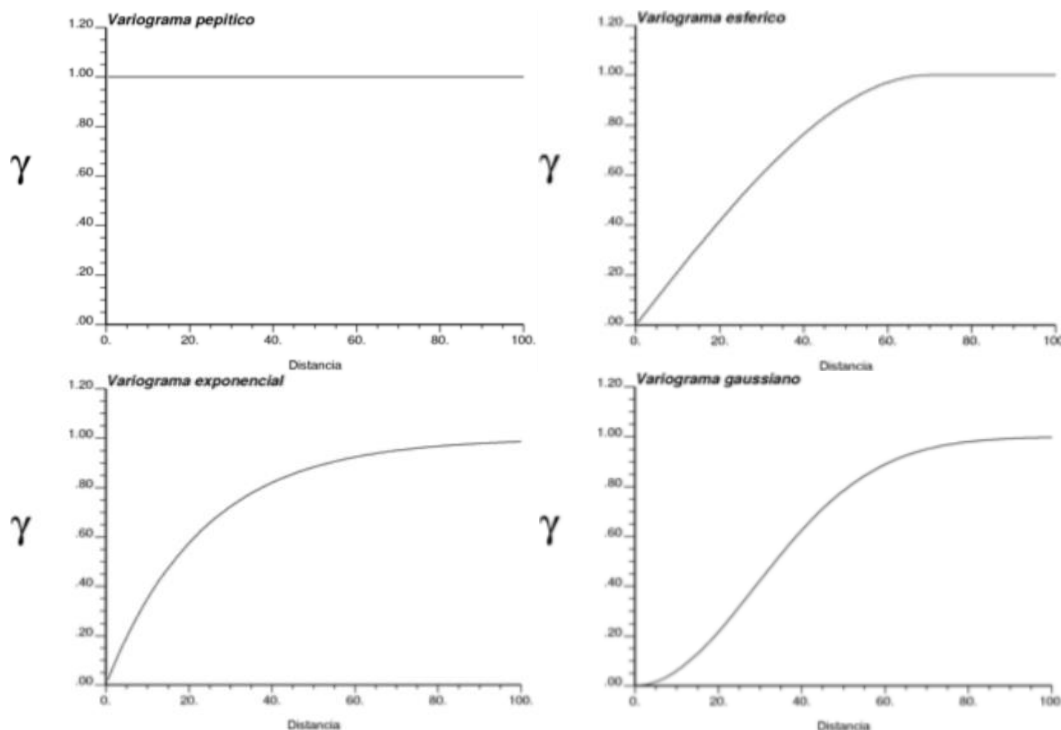 Variograma pepitico
1.20
1.00
.80
.60
.40
.20
.00
γ
0. 20. 40. 60. 80. 100.
Distancia
Variograma esferico
1.20
1.00
.80
.60
.40
.20
.00
γ
0. 20. 40. 60. 80. 100
Distancia
Variograma exponencial
1.20
1.00
.80
.60
.40
.20
.00
γ
0. 20. 40. 60. 80. 100.
Distancia
Variograma gaussiano
1.20
1.00
.80
.60
.40
.20
.00
γ
0. 20. 40. 60. 80. 100
Distancia